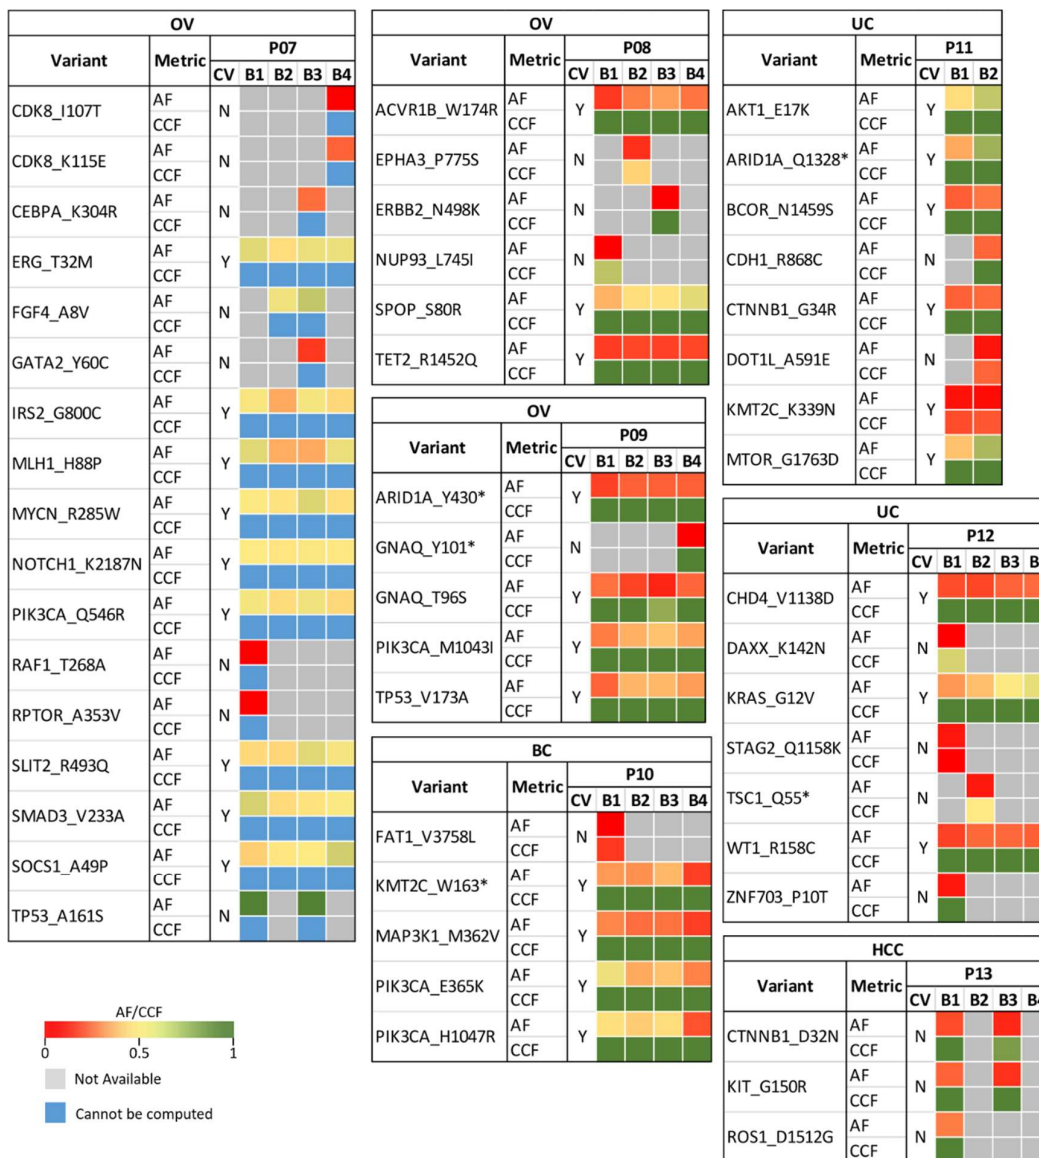 OV
Variant Metric P07
CV B1 B2 B3 B4
CDK8_I107T AF N
CCF
CDK8_K115E AF N
CCF
CEBPA_K304R AF N
CCF
ERG_T32M AF Y
CCF
FGF4_A8V AF N
CCF
GATA2_Y60C AF N
CCF
IRS2_G800C AF Y
CCF
MLH1_H88P AF Y
CCF
MYCN_R285W AF Y
CCF
NOTCH1_K2187N AF Y
CCF
PIK3CA_Q546R AF Y
CCF
RAF1_T268A AF N
CCF
RPTOR_A353V AF N
CCF
SLIT2_R493Q AF Y
CCF
SMAD3_V233A AF Y
CCF
SOCS1_A49P AF Y
CCF
TP53_A161S AF N
CCF
AF/CCF
0 0.5 1
Not Available
Cannot be computed
OV
Variant Metric P08
CV B1 B2 B3 B4
ACVR1B_W174R AF Y
CCF
EPHA3_P775S AF N
CCF
ERBB2_N498K AF N
CCF
NUP93_L745I AF N
CCF
SPOP_S80R AF Y
CCF
TET2_R1452Q AF Y
CCF
OV
Variant Metric P09
CV B1 B2 B3 B4
ARID1A_Y430* AF Y
CCF
GNAQ_Y101* AF N
CCF
GNAQ_T96S AF Y
CCF
PIK3CA_M1043I AF Y
CCF
TP53_V173A AF Y
CCF
BC
Variant Metric P10
CV B1 B2 B3 B4
FAT1_V3758L AF N
CCF
KMT2C_W163* AF Y
CCF
MAP3K1_M362V AF Y
CCF
PIK3CA_E365K AF Y
CCF
PIK3CA_H1047R AF Y
CCF
UC
Variant Metric P11
CV B1 B2
AKT1_E17K AF Y
CCF
ARID1A_Q1328* AF Y
CCF
BCOR_N1459S AF Y
CCF
CDH1_R868C AF N
CCF
CTNNB1_G34R AF Y
CCF
DOT1L_A591E AF N
CCF
KMT2C_K339N AF Y
CCF
MTOR_G1763D AF Y
CCF
UC
Variant Metric P12
CV B1 B2 B3
CHD4_V1138D AF Y
CCF
DAXX_K142N AF N
CCF
KRAS_G12V AF Y
CCF
STAG2_Q1158K AF N
CCF
TSC1_Q55* AF N
CCF
WT1_R158C AF Y
CCF
ZNF703_P10T AF N
CCF
HCC
Variant Metric P13
CV B1 B2 B3
CTNNB1_D32N AF N
CCF
KIT_G150R AF N
CCF
ROS1_D1512G AF N
CCF